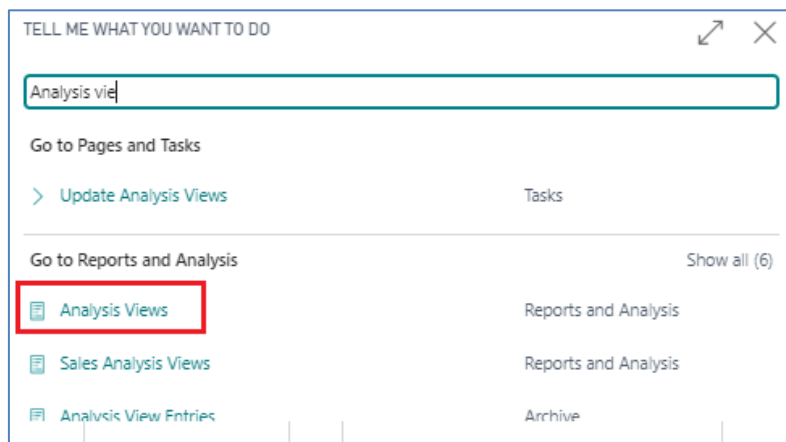 TELL ME WHAT YOU WANT TO DO
Analysis vie
Go to Pages and Tasks
Update Analysis Views Tasks
Go to Reports and Analysis Show all (6)
Analysis Views Reports and Analysis
Sales Analysis Views Reports and Analysis
Analysis View Entries Archive